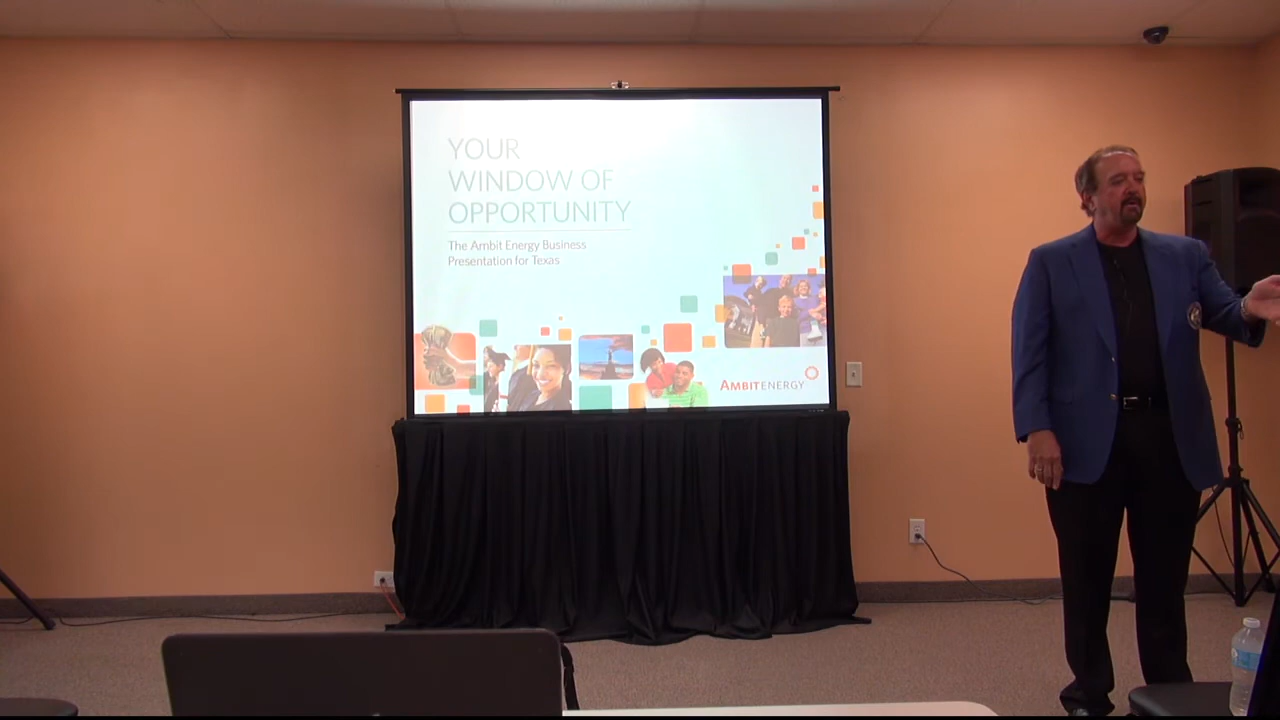 YOUR
WINDOW OF
OPPORTUNITY
The Ambit Energy Business
Presentation for Texas
AMBITENERGY